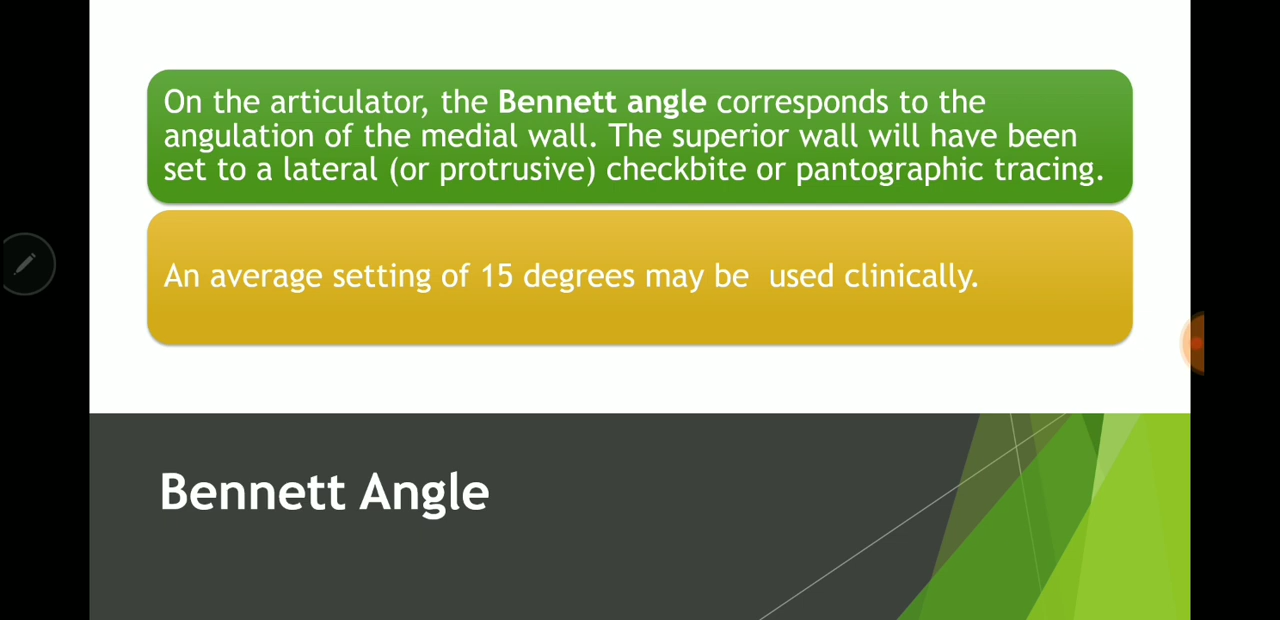 On the articulator, the Bennett angle corresponds to the
angulation of the medial wall. The superior wall will have been
set to a lateral (or protrusive) checkbite or pantographic tracing.
An average setting of 15 degrees may be  used clinically.
Bennett Angle